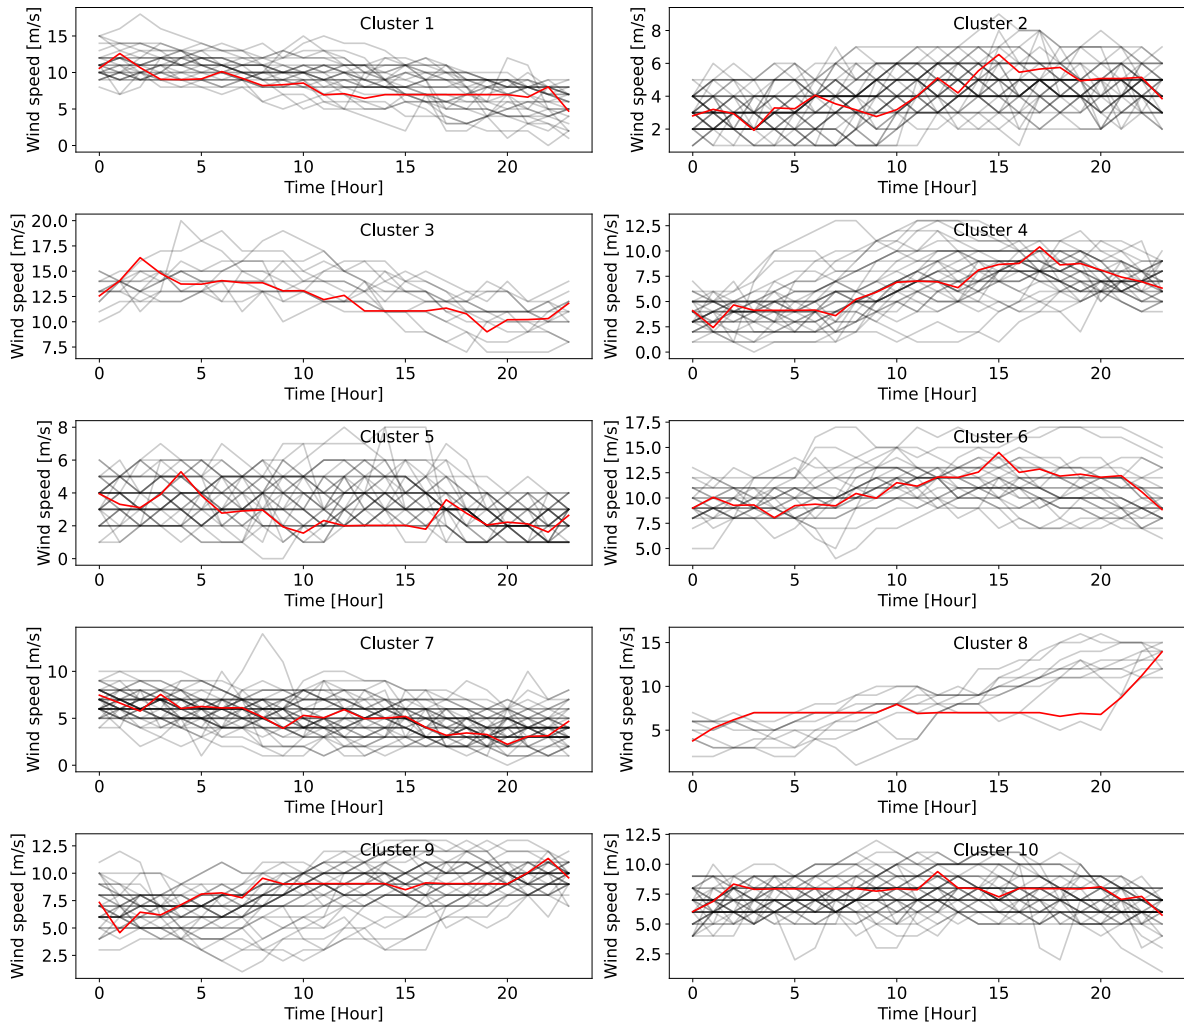 Cluster 1
Wind speed [m/s]
15
10
5
0
0 5 10 15 20
Time [Hour]
Cluster 2
Wind speed [m/s]
8
6
4
2
0 5 10 15 20
Time [Hour]
Cluster 3
Wind speed [m/s]
20.0
17.5
15.0
12.5
10.0
7.5
0 5 10 15 20
Time [Hour]
Cluster 4
Wind speed [m/s]
12.5
10.0
7.5
5.0
2.5
0.0
0 5 10 15 20
Time [Hour]
Cluster 5
Wind speed [m/s]
8
6
4
2
0
0 5 10 15 20
Time [Hour]
Cluster 6
Wind speed [m/s]
17.5
15.0
12.5
10.0
7.5
5.0
0 5 10 15 20
Time [Hour]
Cluster 7
Wind speed [m/s]
10
5
0
0 5 10 15 20
Time [Hour]
Cluster 8
Wind speed [m/s]
15
10
5
0 5 10 15 20
Time [Hour]
Cluster 9
Wind speed [m/s]
12.5
10.0
7.5
5.0
2.5
0 5 10 15 20
Time [Hour]
Cluster 10
Wind speed [m/s]
12.5
10.0
7.5
5.0
2.5
0 5 10 15 20
Time [Hour]